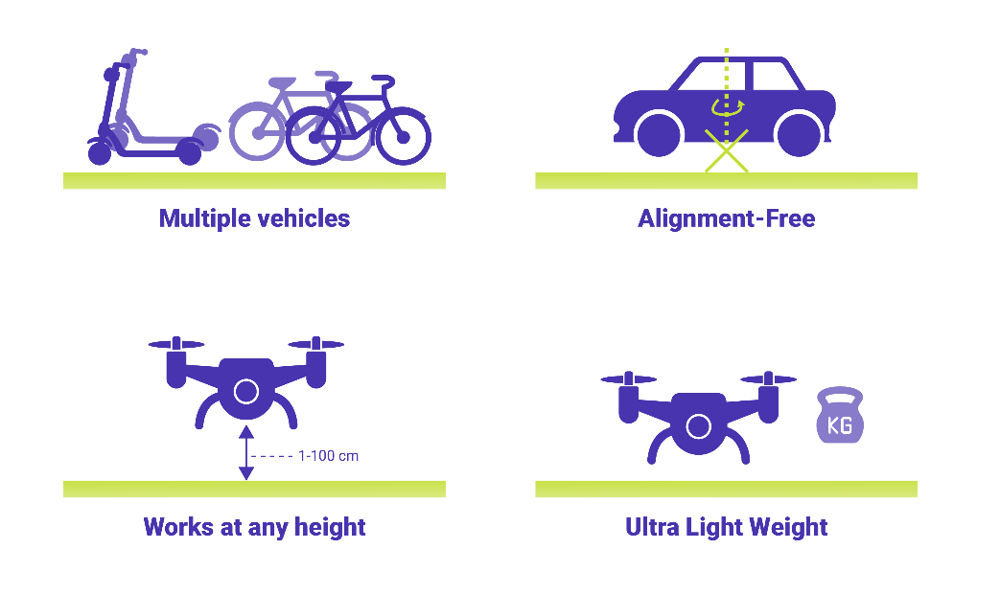 Multiple vehicles
Alignment-Free
1-100 cm
Works at any height
KG
Ultra Light Weight